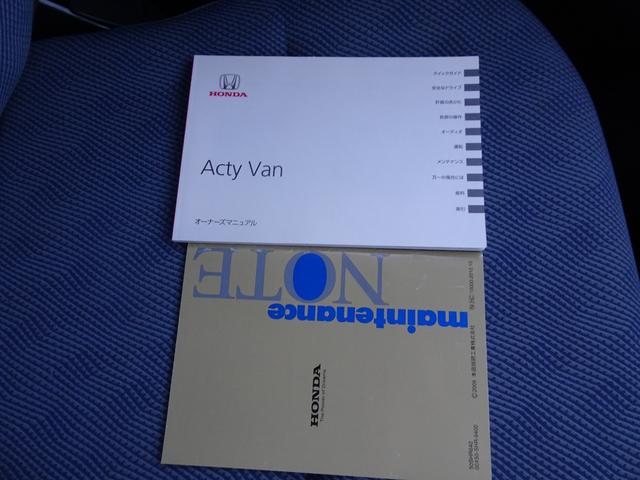 HONDA
Acty Van
オーナーズマニュアル
クイックガイド
安全なドライブ
計器の見かた
各部の操作
オーディオ
運転
メンテナンス
万一の場合には
資料
索引
maintenance
NOTE
HONDA
The Power of Dreams